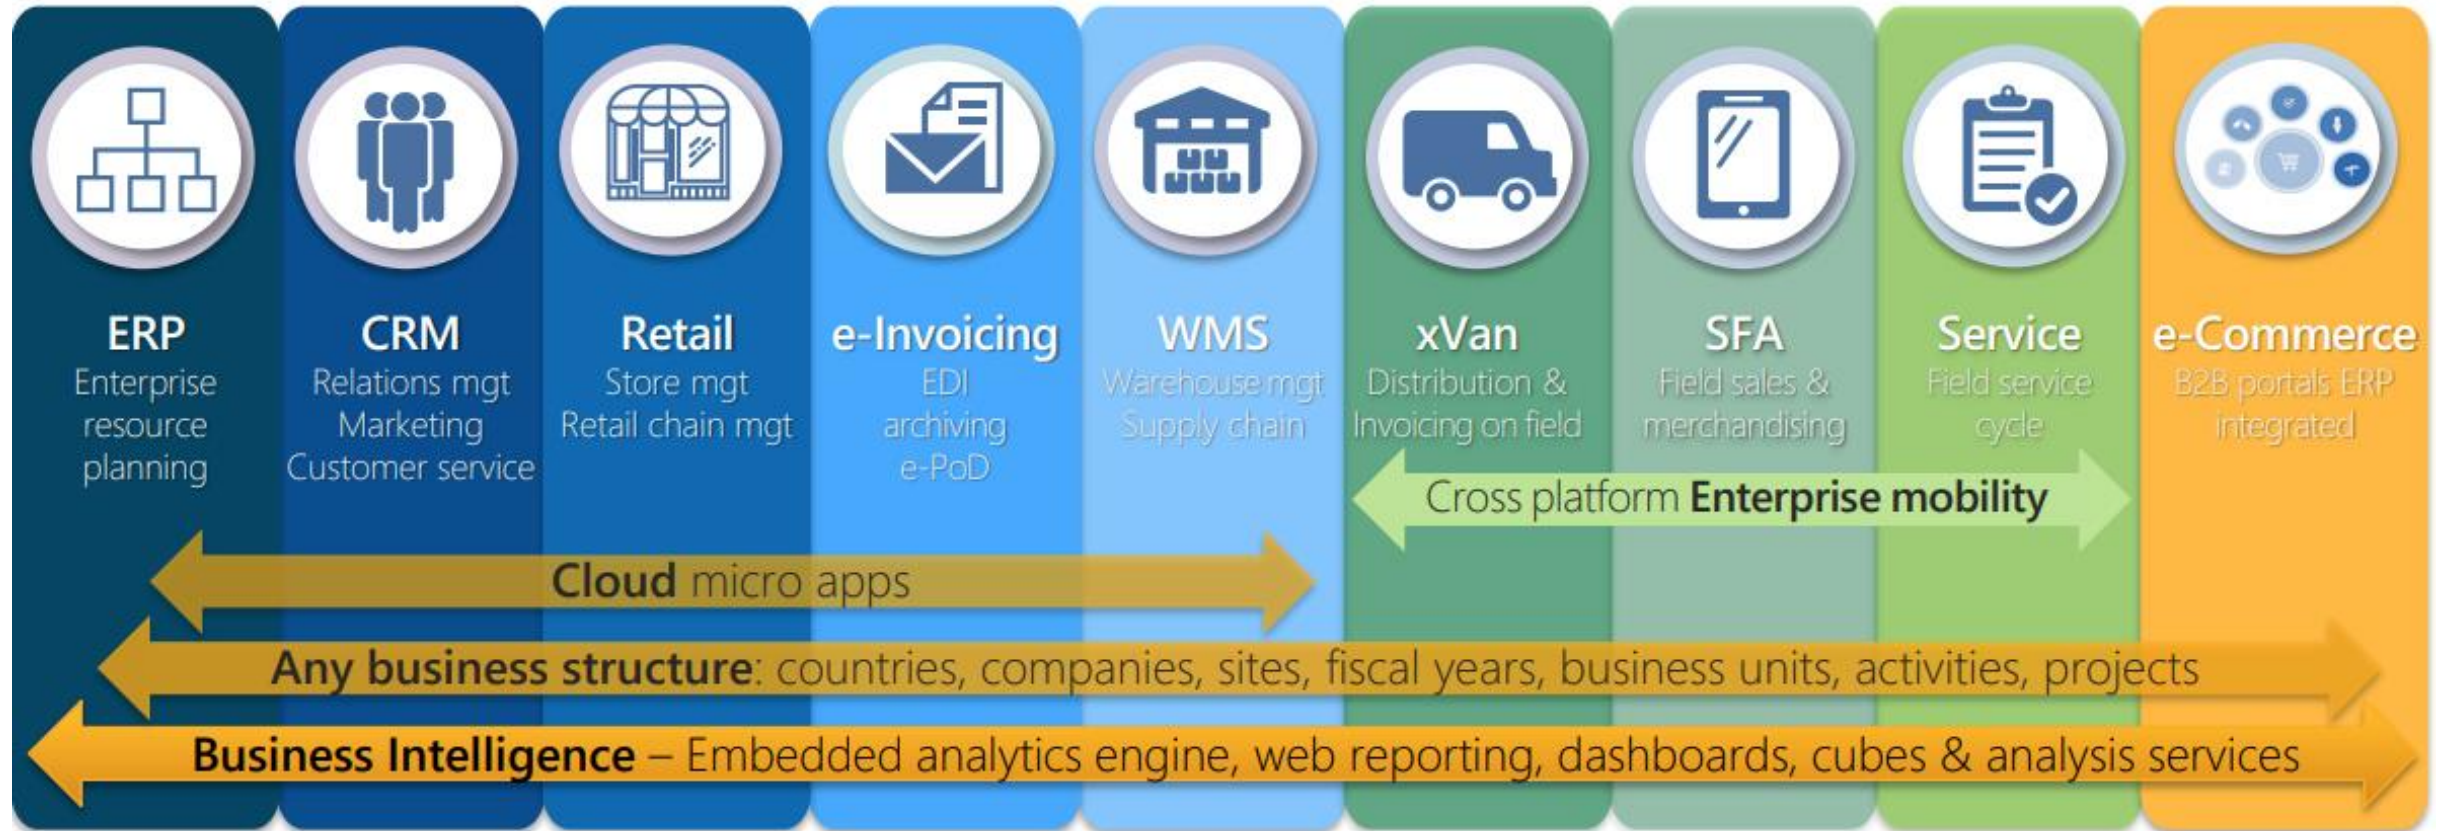 ERP
Enterprise
resource
planning
CRM
Relations mgt
Marketing
Customer service
Retail
Store mgt
Retail chain mgt
e-Invoicing
EDI
archiving
e-PoD
WMS
Warehouse mgt
Supply chain
xVan
Distribution &
Invoicing on field
SFA
Field sales &
merchandising
Service
Field service
cycle
e-Commerce
B2B portals ERP
integrated
Cross platform Enterprise mobility
Cloud micro apps
Any business structure: countries, companies, sites, fiscal years, business units, activities, projects
Business Intelligence – Embedded analytics engine, web reporting, dashboards, cubes & analysis services